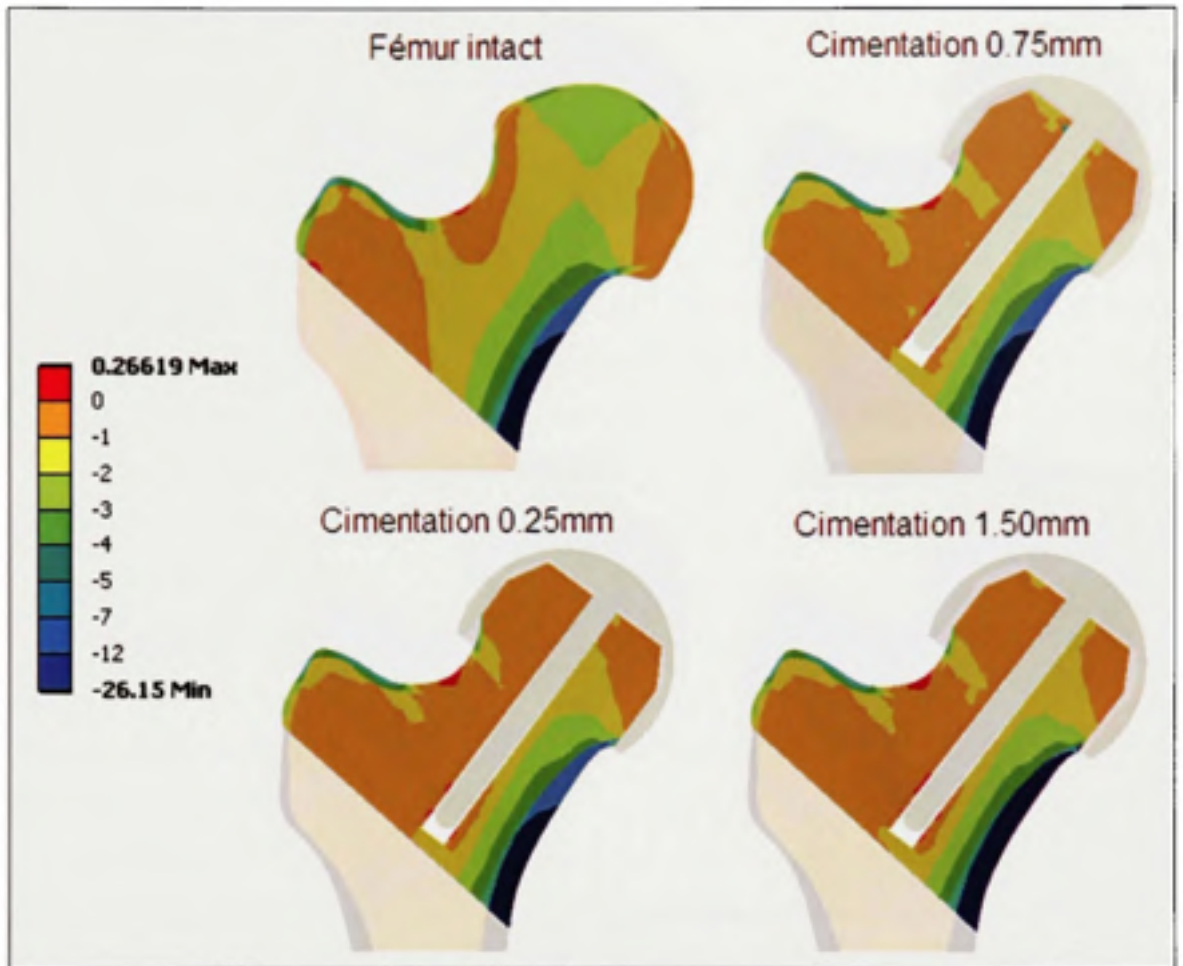 Fémur intact
Cimentation 0.75mm
0.26619 Max
0
-1
-2
-3
-4
-5
-7
-12
-26.15 Min
Cimentation 0.25mm
Cimentation 1.50mm